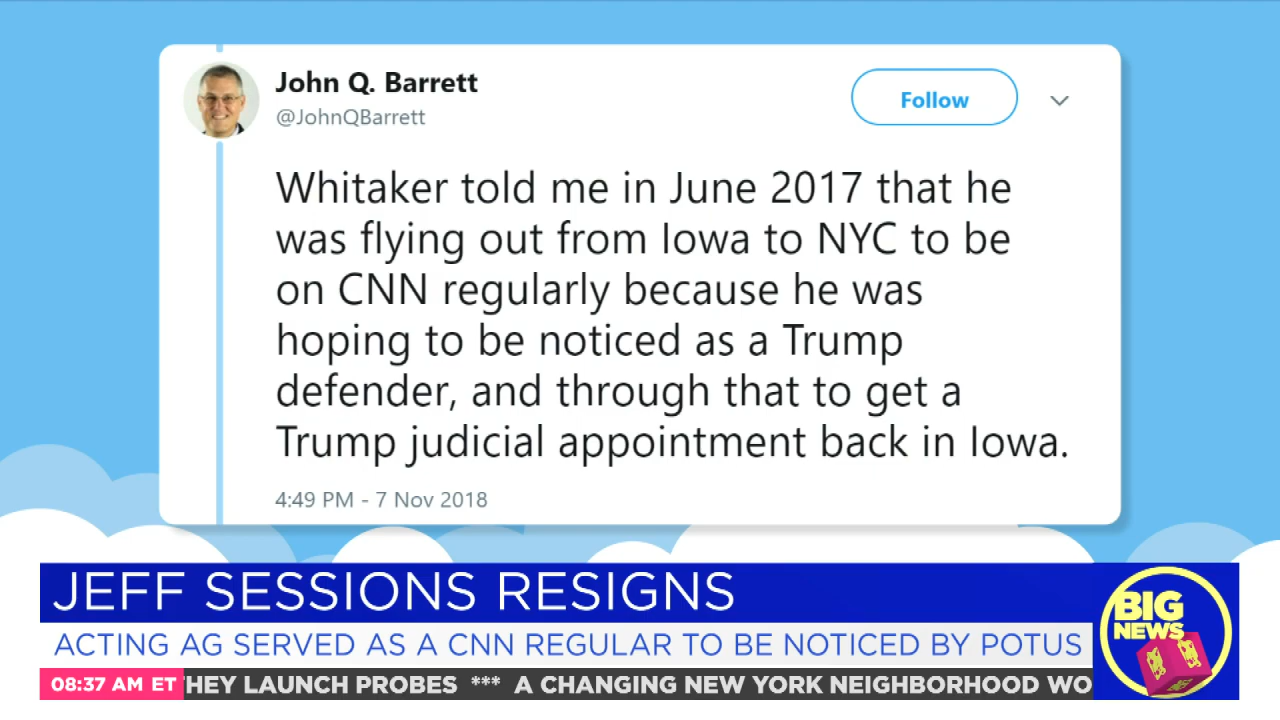 John Q. Barrett
@JohnQBarrett
Follow
Whitaker told me in June 2017 that he
was flying out from Iowa to NYC to be
on CNN regularly because he was
hoping to be noticed as a Trump
defender, and through that to get a
Trump judicial appointment back in Iowa.
4:49 PM - 7 Nov 2018
JEFF SESSIONS RESIGNS
ACTING AG SERVED AS A CNN REGULAR TO BE NOTICED BY POTUS
BIG
NEWS
08:37 AM ET
THEY LAUNCH PROBES *** A CHANGING NEW YORK NEIGHBORHOOD WO